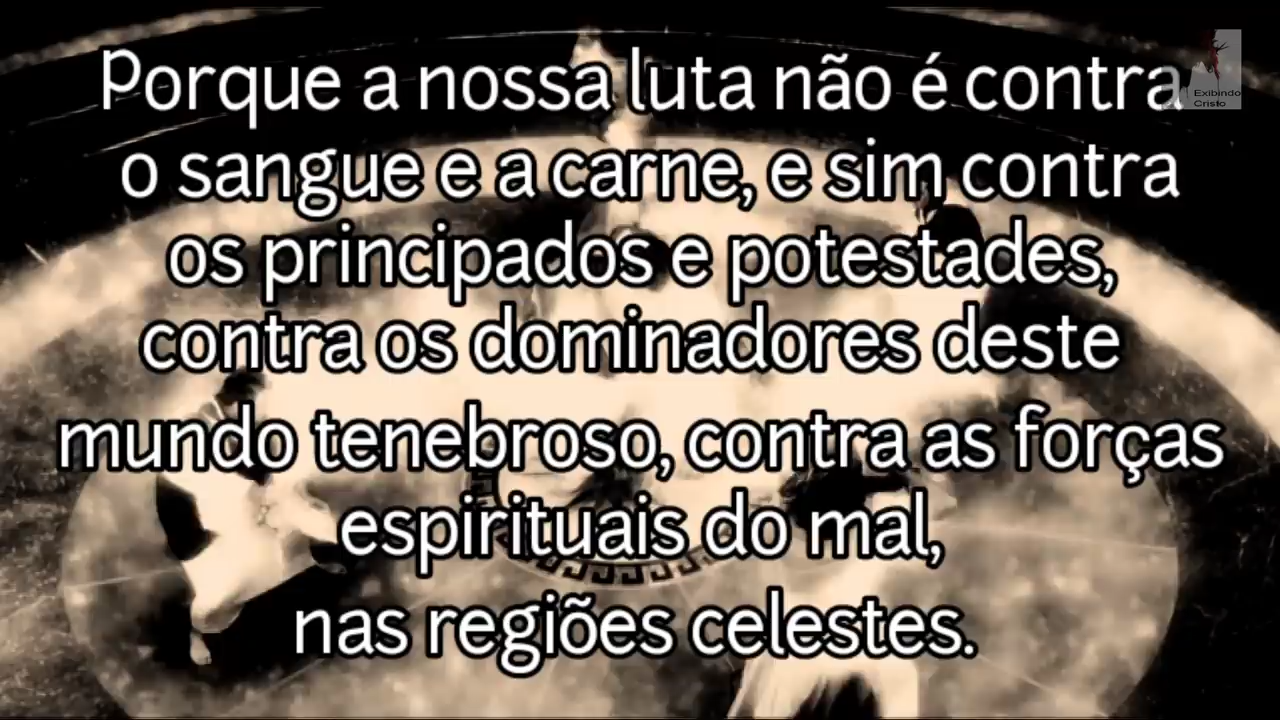 Porque a nossa luta não é contra
o sangue e a carne, e sim contra
os principados e potestades,
contra os dominadores deste
mundo tenebroso, contra as forças
espirituais do mal,
nas regiões celestes.
Exibindo
Cristo